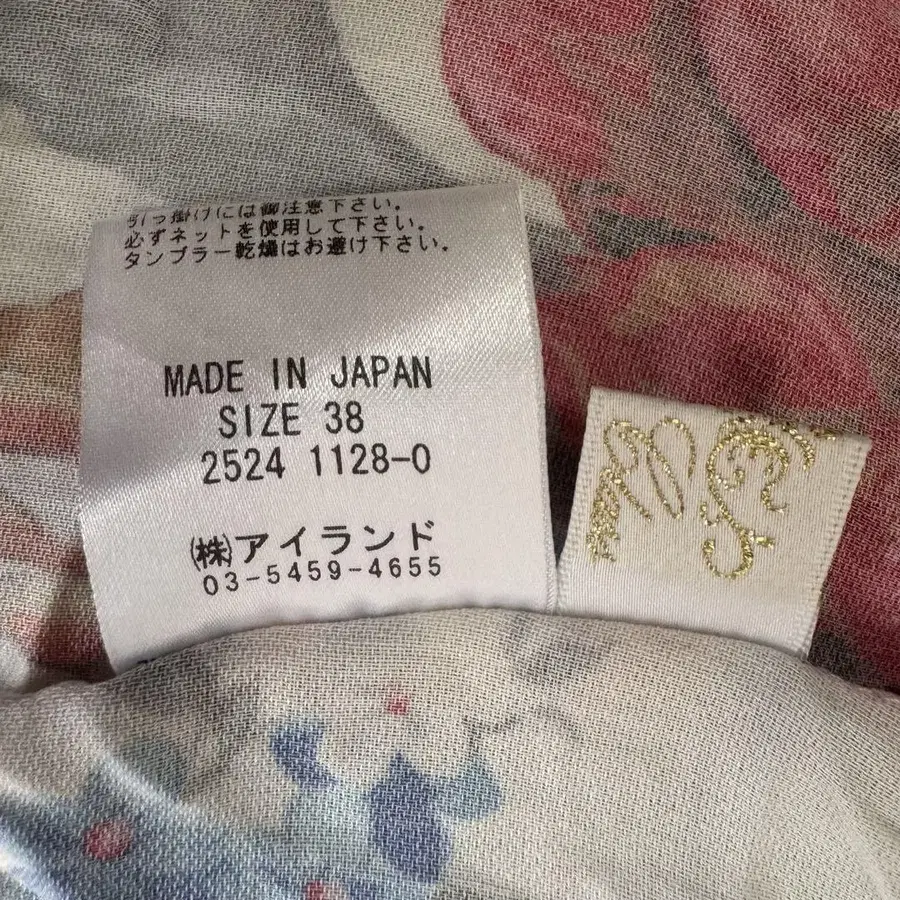 引っ掛けには御注意下さい。
必ずネットを使用して下さい。
タンブラー乾燥はお避け下さい。
MADE IN JAPAN
SIZE 38
2524 1128-0
(株)アイランド
03-5459-4655